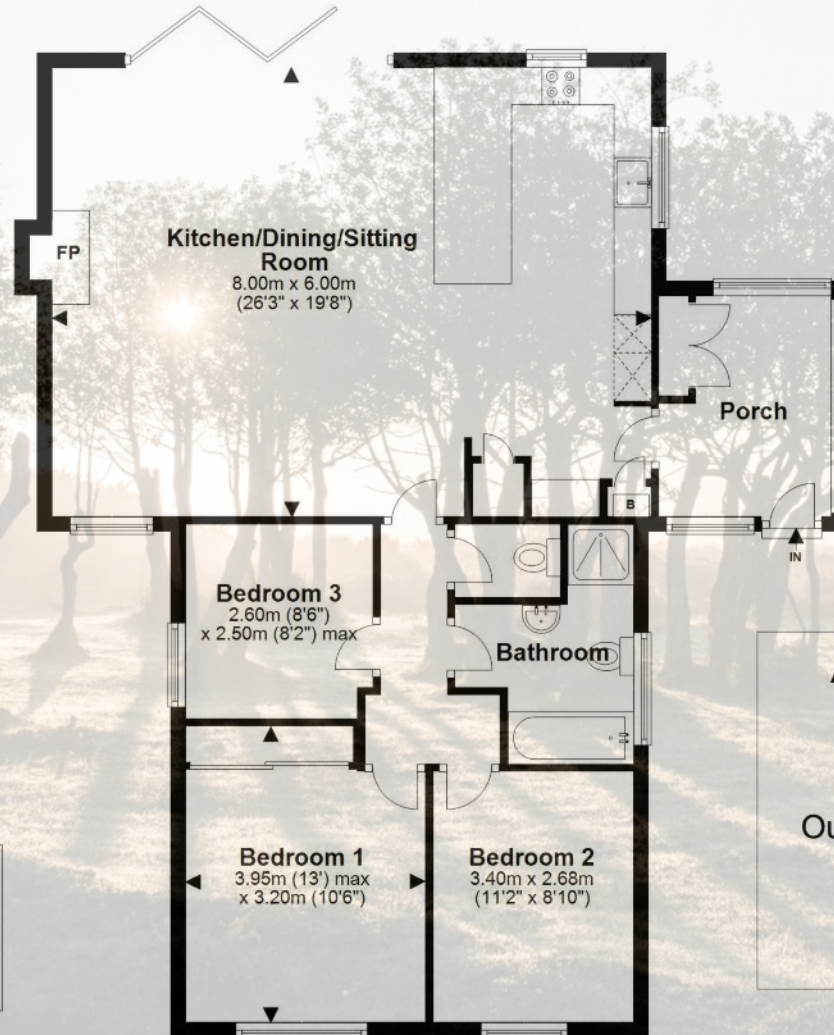 Kitchen/Dining/Sitting
Room
8.00m x 6.00m
(26'3" x 19'8")
FP
Porch
B
IN
Bedroom 3
2.60m (8'6")
x 2.50m (8'2") max
Bathroom
Bedroom 1
3.95m (13') max
x 3.20m (10'6")
Bedroom 2
3.40m x 2.68m
(11'2" x 8'10")
Ou